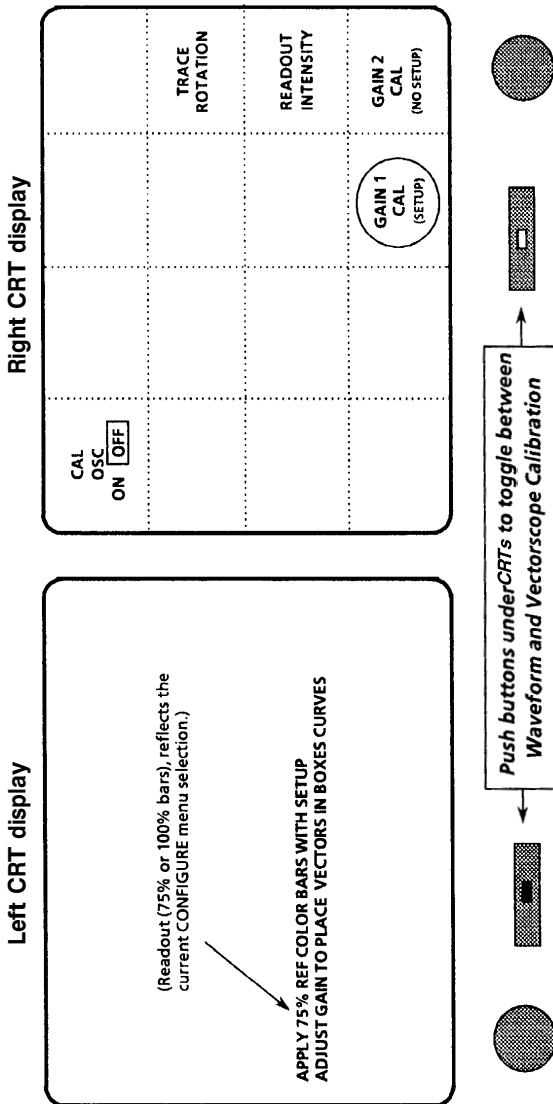 Left CRT display
(Readout (75% or 100% bars), reflects the
current CONFIGURE menu selection.)
APPLY 75% REF COLOR BARS WITH SETUP
ADJUST GAIN TO PLACE VECTORS IN BOXES CURVES
Right CRT display
CAL
OSC
ON OFF
TRACE
ROTATION
READOUT
INTENSITY
GAIN 1
CAL
(SETUP)
GAIN 2
CAL
(NO SETUP)
Push buttons underCRTs to toggle between
Waveform and Vectorscope Calibration